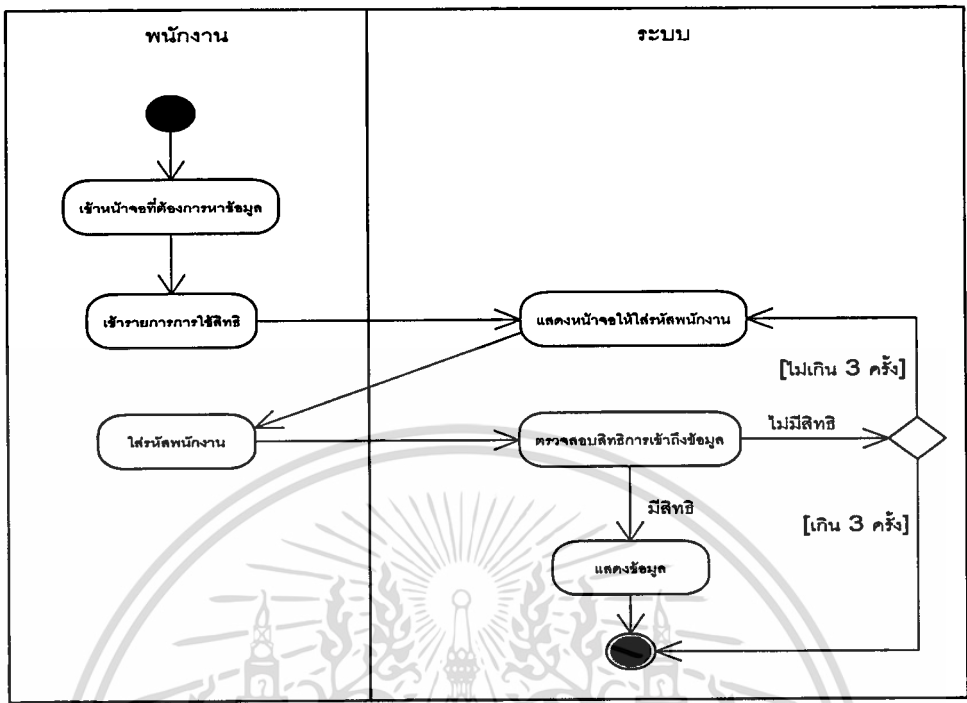 พนักงาน
ระบบ
เข้าหน้าจอที่ต้องการหาข้อมูล
เข้ารายการการใช้สิทธิ
แสดงหน้าจอให้ใส่รหัสพนักงาน
[ไม่เกิน 3 ครั้ง]
ใส่รหัสพนักงาน
ตรวจสอบสิทธิการเข้าถึงข้อมูล
ไม่มีสิทธิ
มีสิทธิ
[เกิน 3 ครั้ง]
แสดงข้อมูล